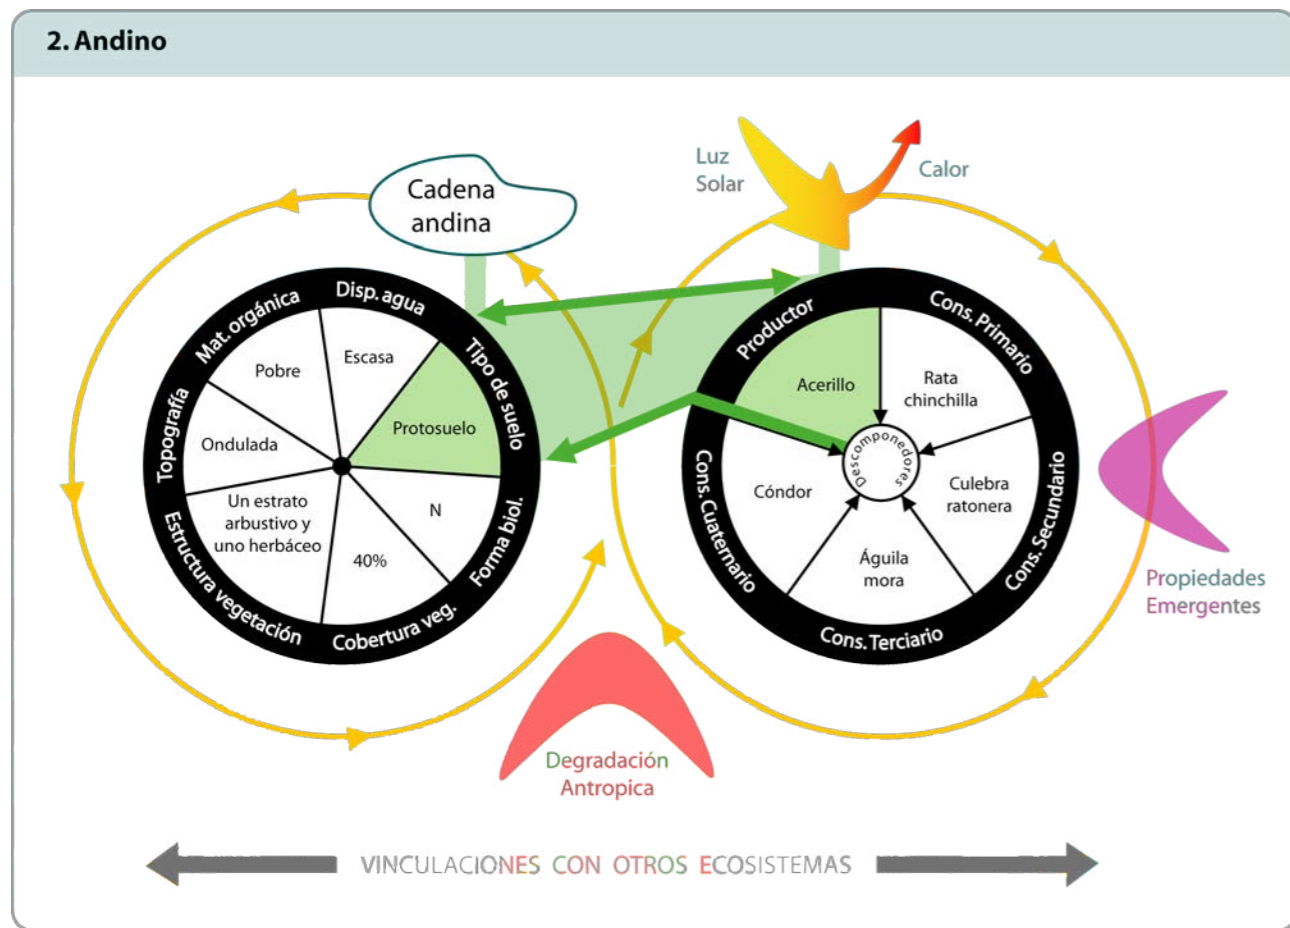 2. Andino
Cadena
andina
Luz
Solar
Calor
Mat. orgánica
Disp. agua
Tipo de suelo
Topografía
Pobre
Escasa
Protosuelo
Ondulada
Un estrato
arbustivo y
uno herbáceo
40%
N
Estructura vegetación
Cobertura veg.
Forma biol.
Productor
Cons. Primario
Acerillo
Rata
chinchilla
Descomponedores
Cóndor
Culebra
ratonera
Águila
mora
Cons. Cuaternario
Cons. Terciario
Cons. Secundario
Propiedades
Emergentes
Degradación
Antropica
VINCULACIONES CON OTROS ECOSISTEMAS